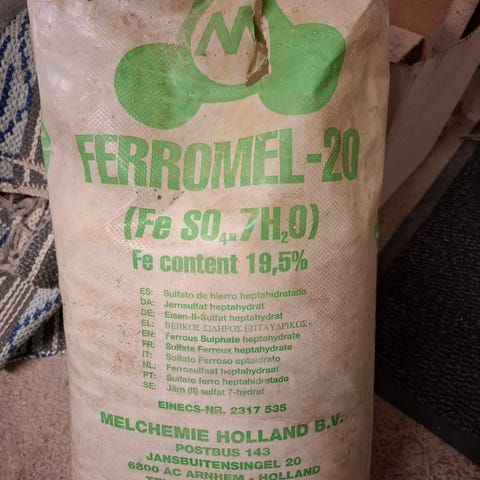 M
FERROMEL-20
(Fe SO₄.7H₂O)
Fe content 19,5%
ES: Sulfato de hierro heptahidratado
DA: Jernsulfat heptahydrat
DE: Eisen-II-Sulfat heptahydrat
EL: ΒΕΠΚΟΣ ΣΙΔΗΡΟΣ ΕΠΤΑΥΔΡΙΚΟΣ
EN: Ferrous Sulphate heptahydrate
FR: Sulfate Ferreux heptahydrate
IT: Solfato Ferroso eptaidrato
NL: Ferrosulfaat heptahydraat
PT: Sulfato ferro heptahidratado
SE: Järn (II) sulfat 7-hydrat
EINECS-NR. 2317 535
MELCHEMIE HOLLAND B.V.
POSTBUS 143
JANSBUITENSINGEL 20
6800 AC ARNHEM - HOLLAND